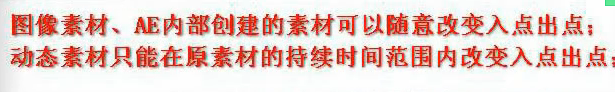 图像素材、AE内部创建的素材可以随意改变入点出点；
动态素材只能在原素材的持续时间范围内改变入点出点；